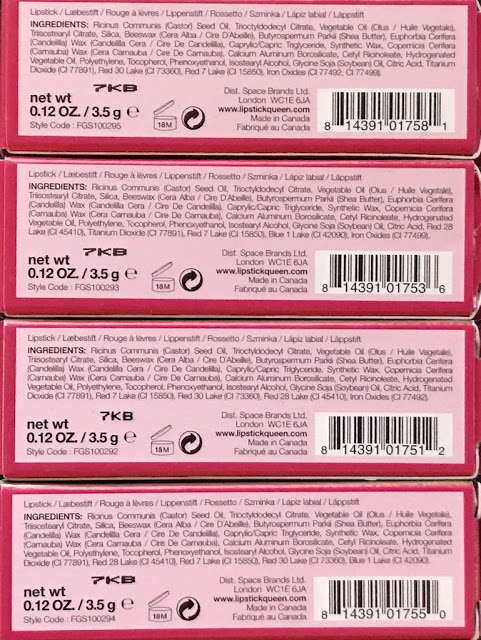 Lipstick / Læbestift / Rouge à lèvres / Lippenstift / Rossetto / Szminka / Lápiz labial / Läppstift
INGREDIENTS: Ricinus Communis (Castor) Seed Oil, Trioctyldodecyl Citrate, Vegetable Oil (Olus / Huile Vegetale),
Triisostearyl Citrate, Silica, Beeswax (Cera Alba / Cire D'Abeille), Butyrospermum Parkii (Shea Butter), Euphorbia Cerifera
(Candelilla) Wax (Candelilla Cera / Cire De Candelilla), Caprylic/Capric Triglyceride, Synthetic Wax, Copernicia Cerifera
(Carnauba) Wax (Cera Carnauba / Cire De Carnauba), Calcium Aluminum Borosilicate, Cetyl Ricinoleate, Hydrogenated
Vegetable Oil, Polyethylene, Tocopherol, Phenoxyethanol, Isostearyl Alcohol, Glycine Soja (Soybean) Oil, Citric Acid, Titanium
Dioxide (CI 77891), Red 30 Lake (CI 73360), Red 7 Lake (CI 15850), Iron Oxides (CI 77492, CI 77499).
7KB
net wt
0.12 OZ. / 3.5 g e
18M
Style Code : FGS100295
Dist. Space Brands Ltd.
London WC1E 6JA
www.lipstickqueen.com
Made in Canada
Fabriqué au Canada
8 14391 01758 1
Lipstick / Læbestift / Rouge à lèvres / Lippenstift / Rossetto / Szminka / Lápiz labial / Läppstift
INGREDIENTS: Ricinus Communis (Castor) Seed Oil, Trioctyldodecyl Citrate, Vegetable Oil (Olus / Huile Vegetale),
Triisostearyl Citrate, Silica, Beeswax (Cera Alba / Cire D'Abeille), Butyrospermum Parkii (Shea Butter), Euphorbia Cerifera
(Candelilla) Wax (Candelilla Cera / Cire De Candelilla), Caprylic/Capric Triglyceride, Synthetic Wax, Copernicia Cerifera
(Carnauba) Wax (Cera Carnauba / Cire De Carnauba), Calcium Aluminum Borosilicate, Cetyl Ricinoleate, Hydrogenated
Vegetable Oil, Polyethylene, Tocopherol, Phenoxyethanol, Isostearyl Alcohol, Glycine Soja (Soybean) Oil, Citric Acid, Red 28
Lake (CI 45410), Titanium Dioxide (CI 77891), Red 7 Lake (CI 15850), Blue 1 Lake (CI 42090), Iron Oxides (CI 77499).
7KB
net wt
0.12 OZ. / 3.5 g e
18M
Style Code : FGS100293
Dist. Space Brands Ltd.
London WC1E 6JA
www.lipstickqueen.com
Made in Canada
Fabriqué au Canada
8 14391 01753 6
Lipstick / Læbestift / Rouge à lèvres / Lippenstift / Rossetto / Szminka / Lápiz labial / Läppstift
INGREDIENTS: Ricinus Communis (Castor) Seed Oil, Trioctyldodecyl Citrate, Vegetable Oil (Olus / Huile Vegetale),
Triisostearyl Citrate, Silica, Beeswax (Cera Alba / Cire D'Abeille), Butyrospermum Parkii (Shea Butter), Euphorbia Cerifera
(Candelilla) Wax (Candelilla Cera / Cire De Candelilla), Caprylic/Capric Triglyceride, Synthetic Wax, Copernicia Cerifera
(Carnauba) Wax (Cera Carnauba / Cire De Carnauba), Calcium Aluminum Borosilicate, Cetyl Ricinoleate, Hydrogenated
Vegetable Oil, Polyethylene, Tocopherol, Phenoxyethanol, Isostearyl Alcohol, Glycine Soja (Soybean) Oil, Citric Acid,
Titanium Dioxide (CI 77891), Red 7 Lake (CI 15850), Red 30 Lake (CI 73360), Red 28 Lake (CI 45410), Iron Oxides (CI 77492).
7KB
net wt
0.12 OZ. / 3.5 g e
18M
Style Code : FGS100292
Dist. Space Brands Ltd.
London WC1E 6JA
www.lipstickqueen.com
Made in Canada
Fabriqué au Canada
8 14391 01751 2
Lipstick / Læbestift / Rouge à lèvres / Lippenstift / Rossetto / Szminka / Lápiz labial / Läppstift
INGREDIENTS: Ricinus Communis (Castor) Seed Oil, Trioctyldodecyl Citrate, Vegetable Oil (Olus / Huile Vegetale),
Triisostearyl Citrate, Silica, Beeswax (Cera Alba / Cire D'Abeille), Butyrospermum Parkii (Shea Butter), Euphorbia Cerifera
(Candelilla) Wax (Candelilla Cera / Cire De Candelilla), Caprylic/Capric Triglyceride, Synthetic Wax, Copernicia Cerifera
(Carnauba) Wax (Cera Carnauba / Cire De Carnauba), Calcium Aluminum Borosilicate, Cetyl Ricinoleate, Hydrogenated
Vegetable Oil, Polyethylene, Tocopherol, Phenoxyethanol, Isostearyl Alcohol, Glycine Soja (Soybean) Oil, Citric Acid, Titanium Dioxide
(CI 77891), Red 28 Lake (CI 45410), Red 7 Lake (CI 15850), Red 30 Lake (CI 73360), Blue 1 Lake (CI 42090).
7KB
net wt
0.12 OZ. / 3.5 g e
18M
Style Code : FGS100294
Dist. Space Brands Ltd.
London WC1E 6JA
www.lipstickqueen.com
Made in Canada
Fabriqué au Canada
8 14391 01755 0